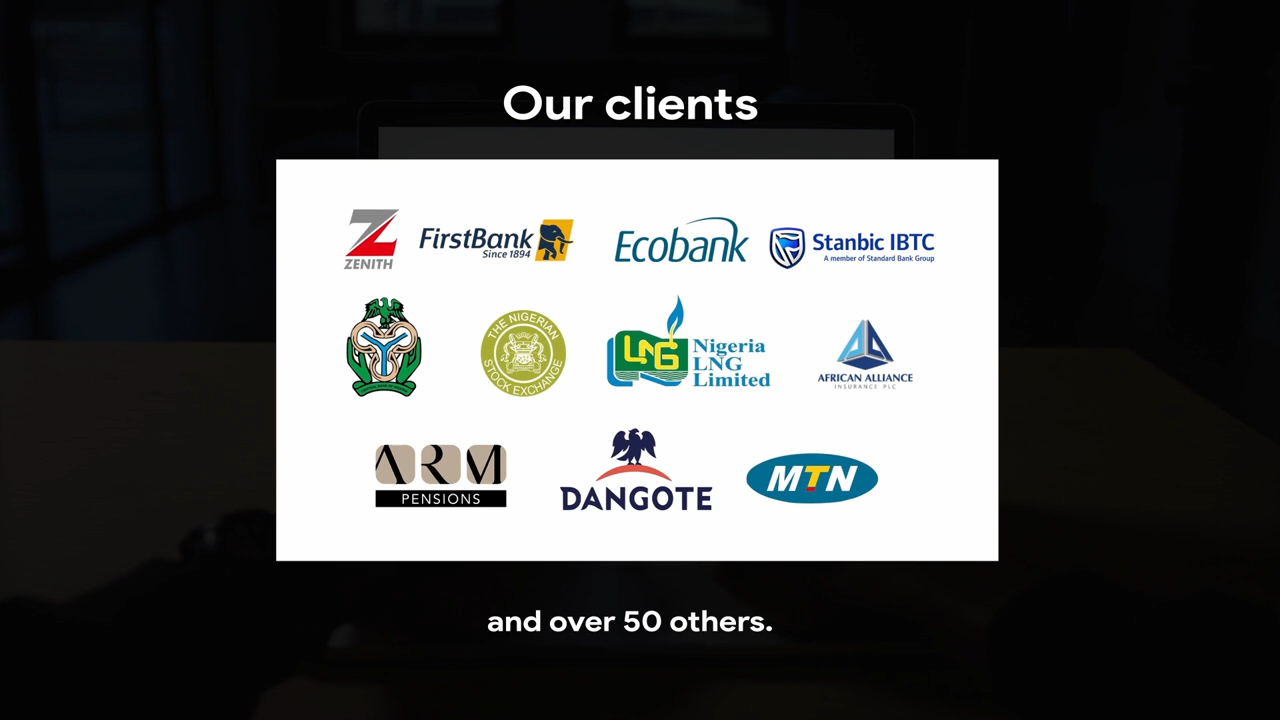 Our clients
ZENITH
FirstBank
Since 1894
Ecobank
Stanbic IBTC
A member of Standard Bank Group
THE NIGERIAN
STOCK EXCHANGE
LNG
Nigeria
LNG
Limited
AFRICAN ALLIANCE
INSURANCE PLC
ARM
PENSIONS
DANGOTE
MTN
and over 50 others.